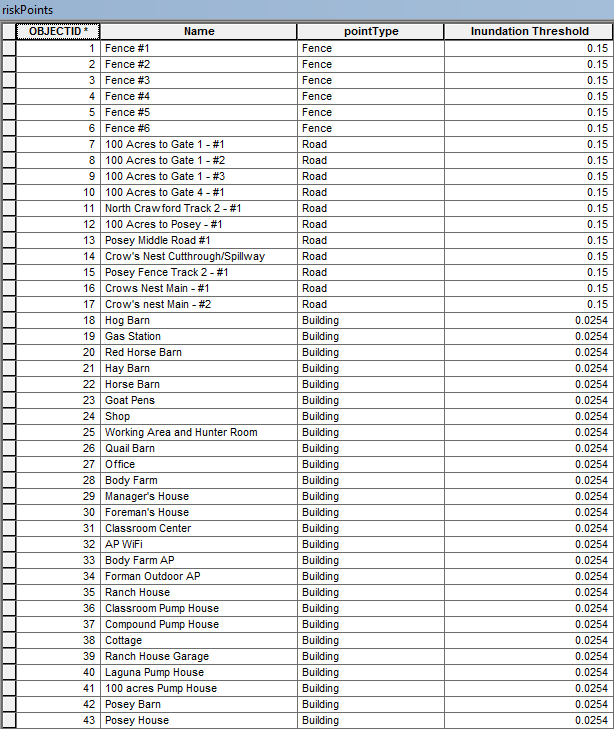 riskPoints
OBJECTID * Name pointType Inundation Threshold
1 Fence #1 Fence 0.15
2 Fence #2 Fence 0.15
3 Fence #3 Fence 0.15
4 Fence #4 Fence 0.15
5 Fence #5 Fence 0.15
6 Fence #6 Fence 0.15
7 100 Acres to Gate 1 - #1 Road 0.15
8 100 Acres to Gate 1 - #2 Road 0.15
9 100 Acres to Gate 1 - #3 Road 0.15
10 100 Acres to Gate 4 - #1 Road 0.15
11 North Crawford Track 2 - #1 Road 0.15
12 100 Acres to Posey - #1 Road 0.15
13 Posey Middle Road #1 Road 0.15
14 Crow's Nest Cutthrough/Spillway Road 0.15
15 Posey Fence Track 2 - #1 Road 0.15
16 Crows Nest Main - #1 Road 0.15
17 Crow's nest Main - #2 Road 0.15
18 Hog Barn Building 0.0254
19 Gas Station Building 0.0254
20 Red Horse Barn Building 0.0254
21 Hay Barn Building 0.0254
22 Horse Barn Building 0.0254
23 Goat Pens Building 0.0254
24 Shop Building 0.0254
25 Working Area and Hunter Room Building 0.0254
26 Quail Barn Building 0.0254
27 Office Building 0.0254
28 Body Farm Building 0.0254
29 Manager's House Building 0.0254
30 Foreman's House Building 0.0254
31 Classroom Center Building 0.0254
32 AP WiFi Building 0.0254
33 Body Farm AP Building 0.0254
34 Forman Outdoor AP Building 0.0254
35 Ranch House Building 0.0254
36 Classroom Pump House Building 0.0254
37 Compound Pump House Building 0.0254
38 Cottage Building 0.0254
39 Ranch House Garage Building 0.0254
40 Laguna Pump House Building 0.0254
41 100 acres Pump House Building 0.0254
42 Posey Barn Building 0.0254
43 Posey House Building 0.0254